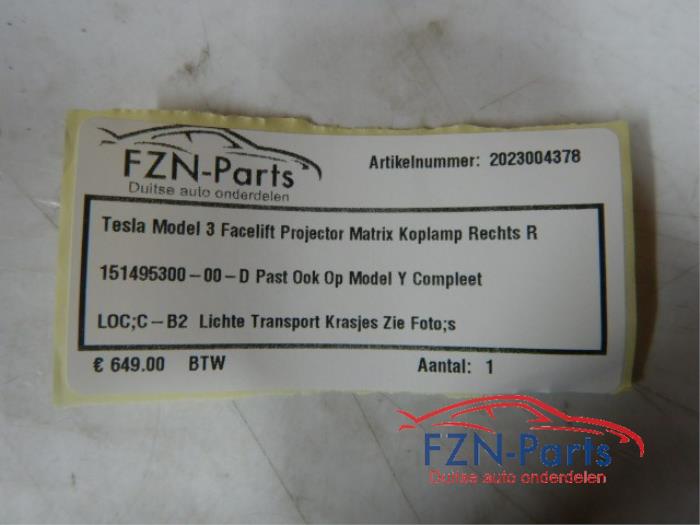 FZN-Parts
Duitse auto onderdelen
Artikelnummer: 2023004378
Tesla Model 3 Facelift Projector Matrix Koplamp Rechts R
151495300-00-D Past Ook Op Model Y Compleet
LOC;C-B2 Lichte Transport Krasjes Zie Foto;s
€ 649.00 BTW
Aantal: 1
FZN-Parts
Duitse auto onderdelen